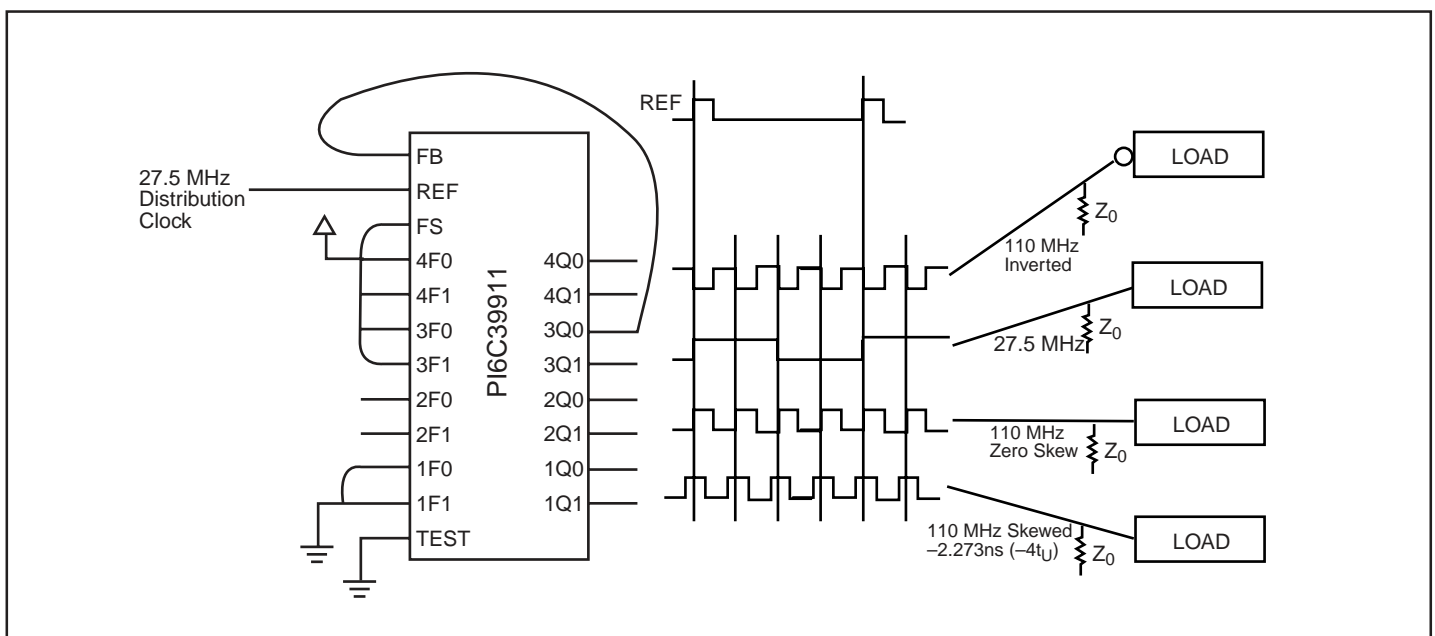 27.5 MHz
Distribution
Clock
FB
REF
FS
4F0
4F1
3F0
3F1
2F0
2F1
1F0
1F1
TEST
PI6C39911
4Q0
4Q1
3Q0
3Q1
2Q0
2Q1
1Q0
1Q1
REF
LOAD
Z0
110 MHz
Inverted
LOAD
Z0
27.5 MHz
LOAD
110 MHz
Zero Skew
Z0
110 MHz Skewed
–2.273ns (–4tU)
Z0
LOAD